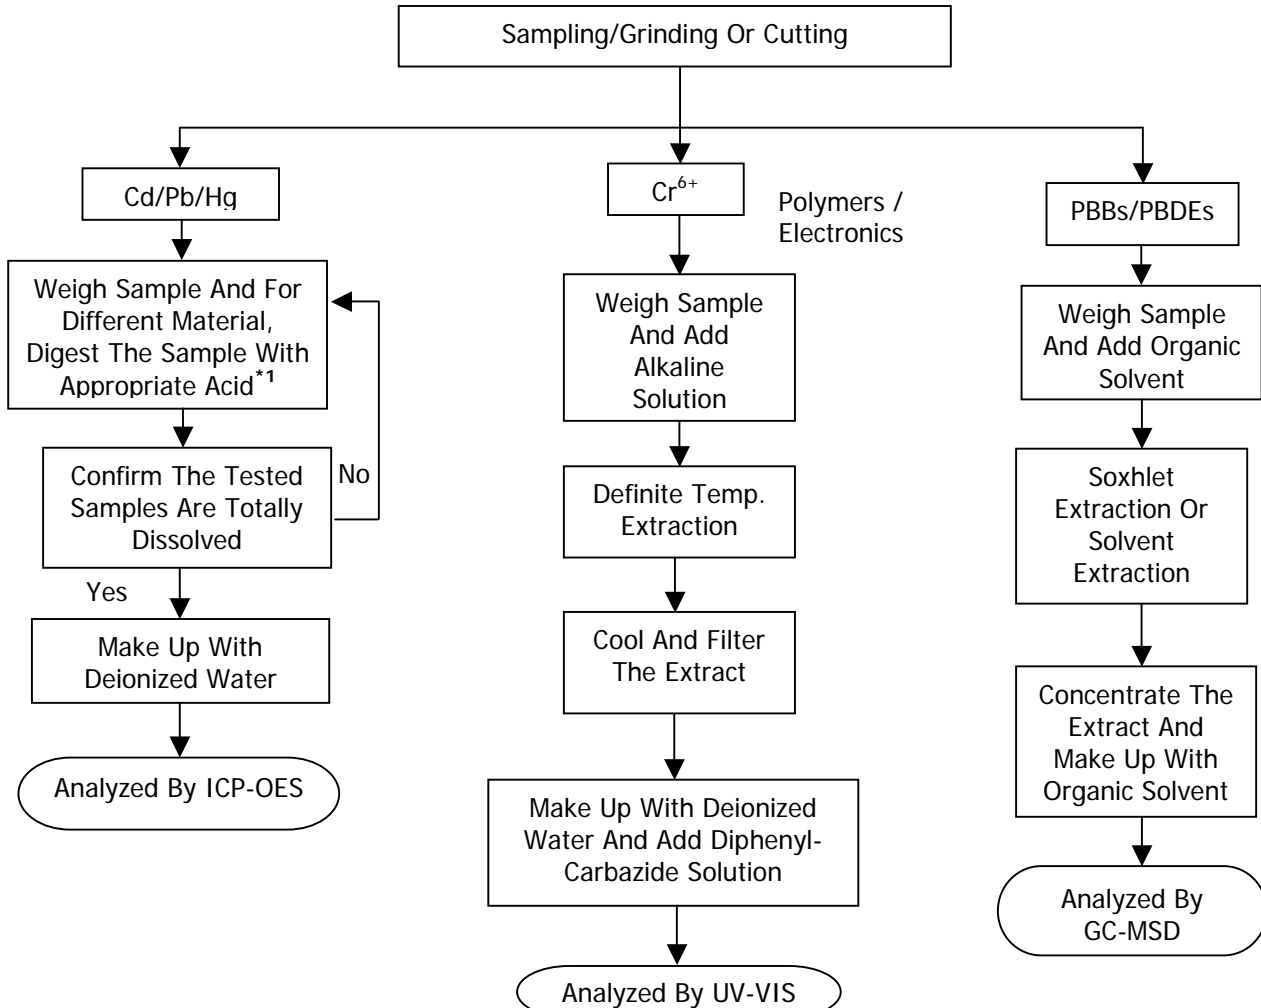 Sampling/Grinding Or Cutting
Cd/Pb/Hg
Weigh Sample And For
Different Material,
Digest The Sample With
Appropriate Acid*1
Confirm The Tested
Samples Are Totally
Dissolved
No
Yes
Make Up With
Deionized Water
Analyzed By ICP-OES
Cr6+
Polymers /
Electronics
Weigh Sample
And Add
Alkaline
Solution
Definite Temp.
Extraction
Cool And Filter
The Extract
Make Up With Deionized
Water And Add Diphenyl-
Carbazide Solution
Analyzed By UV-VIS
PBBs/PBDEs
Weigh Sample
And Add Organic
Solvent
Soxhlet
Extraction Or
Solvent
Extraction
Concentrate The
Extract And
Make Up With
Organic Solvent
Analyzed By
GC-MSD